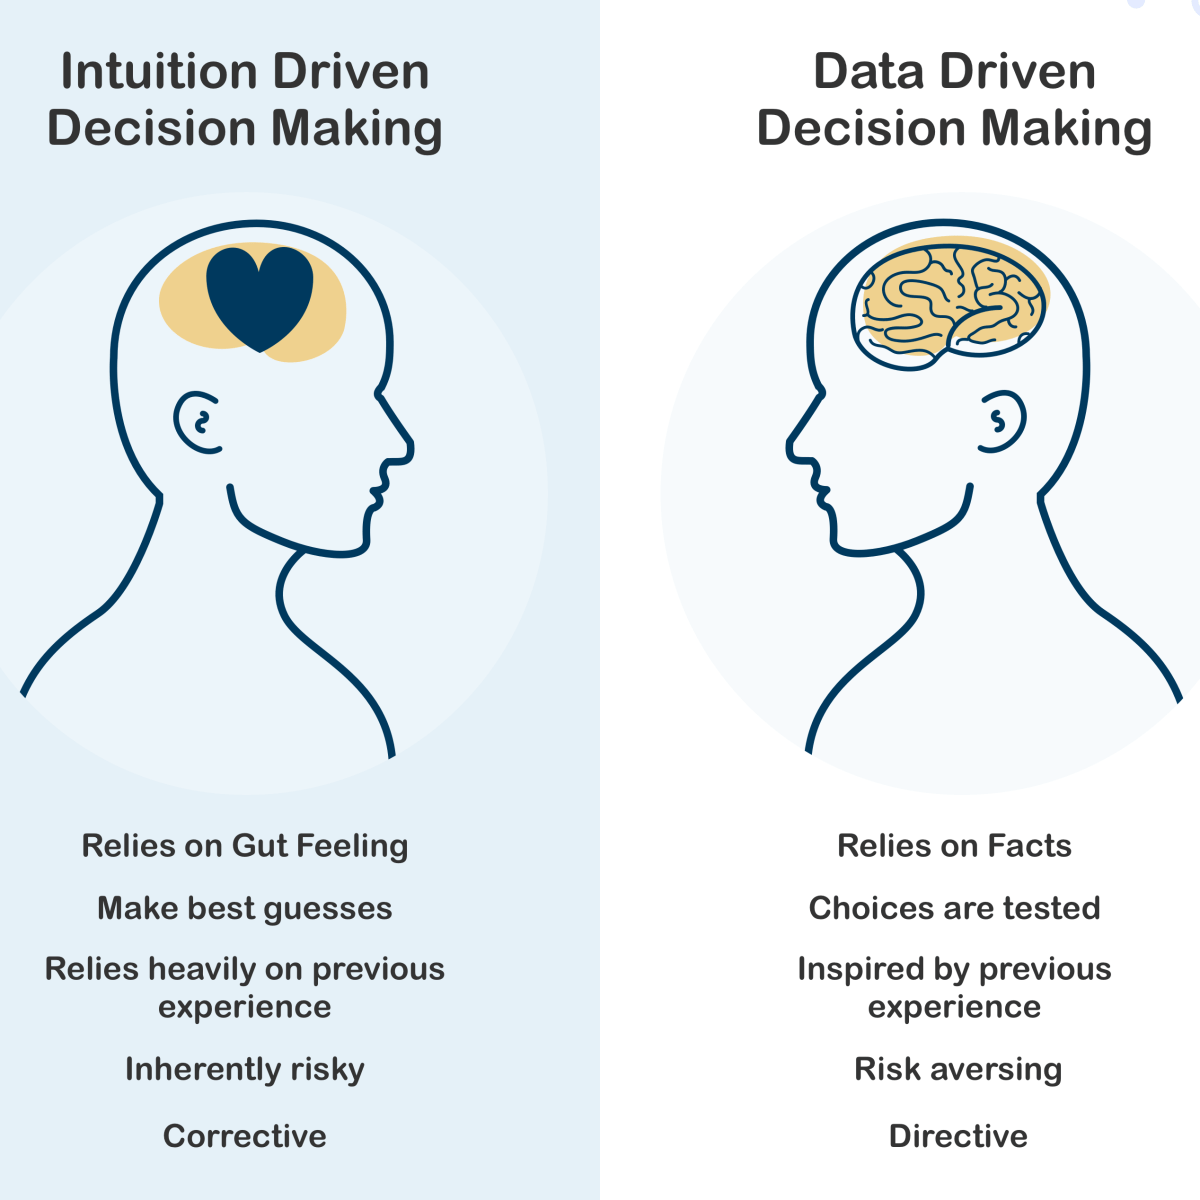 Intuition Driven
Decision Making
Relies on Gut Feeling
Make best guesses
Relies heavily on previous
experience
Inherently risky
Corrective
Data Driven
Decision Making
Relies on Facts
Choices are tested
Inspired by previous
experience
Risk aversing
Directive